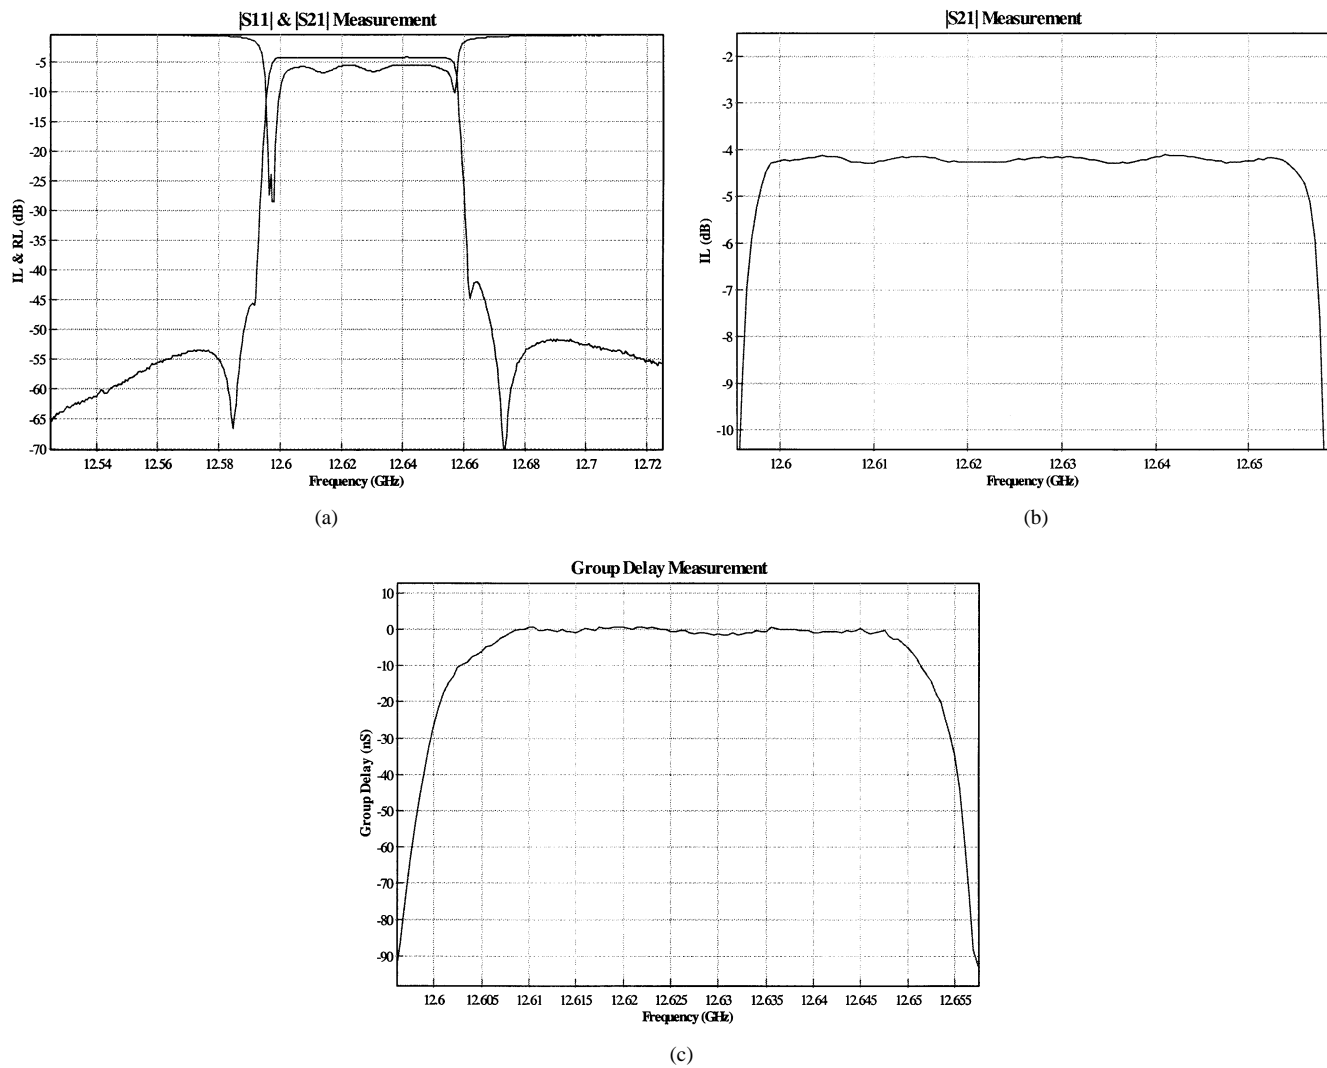 |S11| & |S21| Measurement
IL & RL (dB)
-5
-10
-15
-20
-25
-30
-35
-40
-45
-50
-55
-60
-65
-70
12.54 12.56 12.58 12.6 12.62 12.64 12.66 12.68 12.7 12.72
Frequency (GHz)
(a)
|S21| Measurement
IL (dB)
-2
-3
-4
-5
-6
-7
-8
-9
-10
12.6 12.61 12.62 12.63 12.64 12.65
Frequency (GHz)
(b)
Group Delay Measurement
Group Delay (nS)
10
0
-10
-20
-30
-40
-50
-60
-70
-80
-90
12.6 12.605 12.61 12.615 12.62 12.625 12.63 12.635 12.64 12.645 12.65 12.655
Frequency (GHz)
(c)